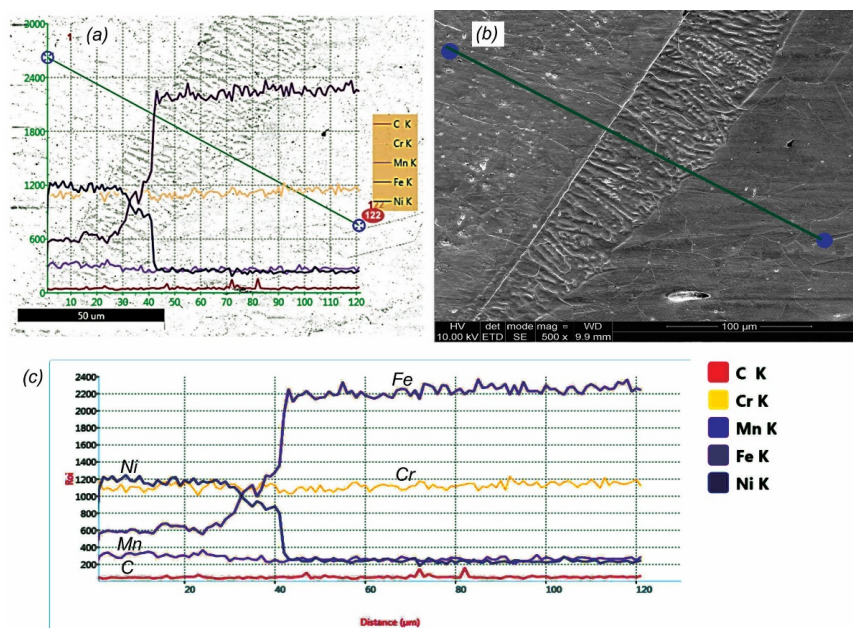 (a)
3000
1
2400
1800
1200
600
0
10 20 30 40 50 60 70 80 90 100 110 120
C K
Cr K
Mn K
Fe K
Ni K
122
50 um
(b)
HV det mode mag = WD
10.00 kV ETD SE 500 x 9.9 mm
100 µm
(c)
2400
2200
2000
1800
1600
1400
1200
1000
800
600
400
200
Roi
Fe
Ni
Cr
Mn
C
20 40 60 80 100 120
Distance (µm)
C K
Cr K
Mn K
Fe K
Ni K